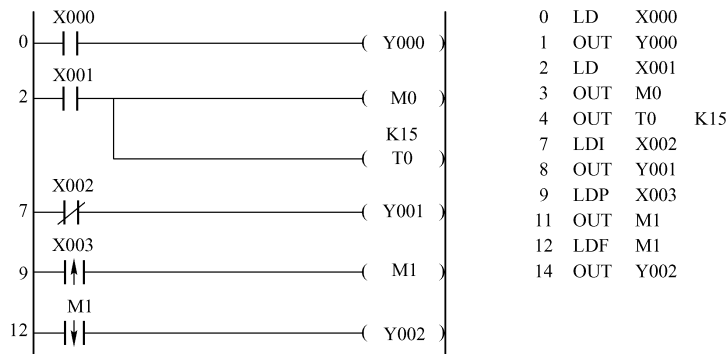 X000
0 ( Y000 )
X001
2 ( M0 )
K15
( T0 )
X002
7 ( Y001 )
X003
9 ( M1 )
M1
12 ( Y002 )
0 LD X000
1 OUT Y000
2 LD X001
3 OUT M0
4 OUT T0 K15
7 LDI X002
8 OUT Y001
9 LDP X003
11 OUT M1
12 LDF M1
14 OUT Y002